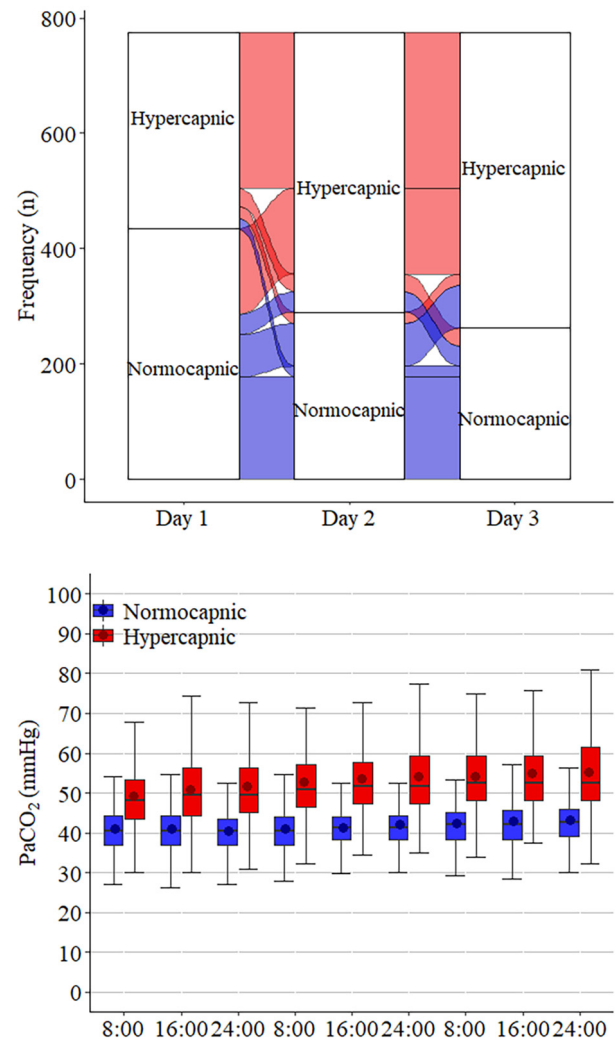 800
600
400
200
0
Frequency (n)
Hypercapnic
Normocapnic
Hypercapnic
Normocapnic
Hypercapnic
Normocapnic
Day 1 Day 2 Day 3
100
90
80
70
60
50
40
30
20
10
0
PaCO₂ (mmHg)
Normocapnic
Hypercapnic
8:00 16:00 24:00 8:00 16:00 24:00 8:00 16:00 24:00